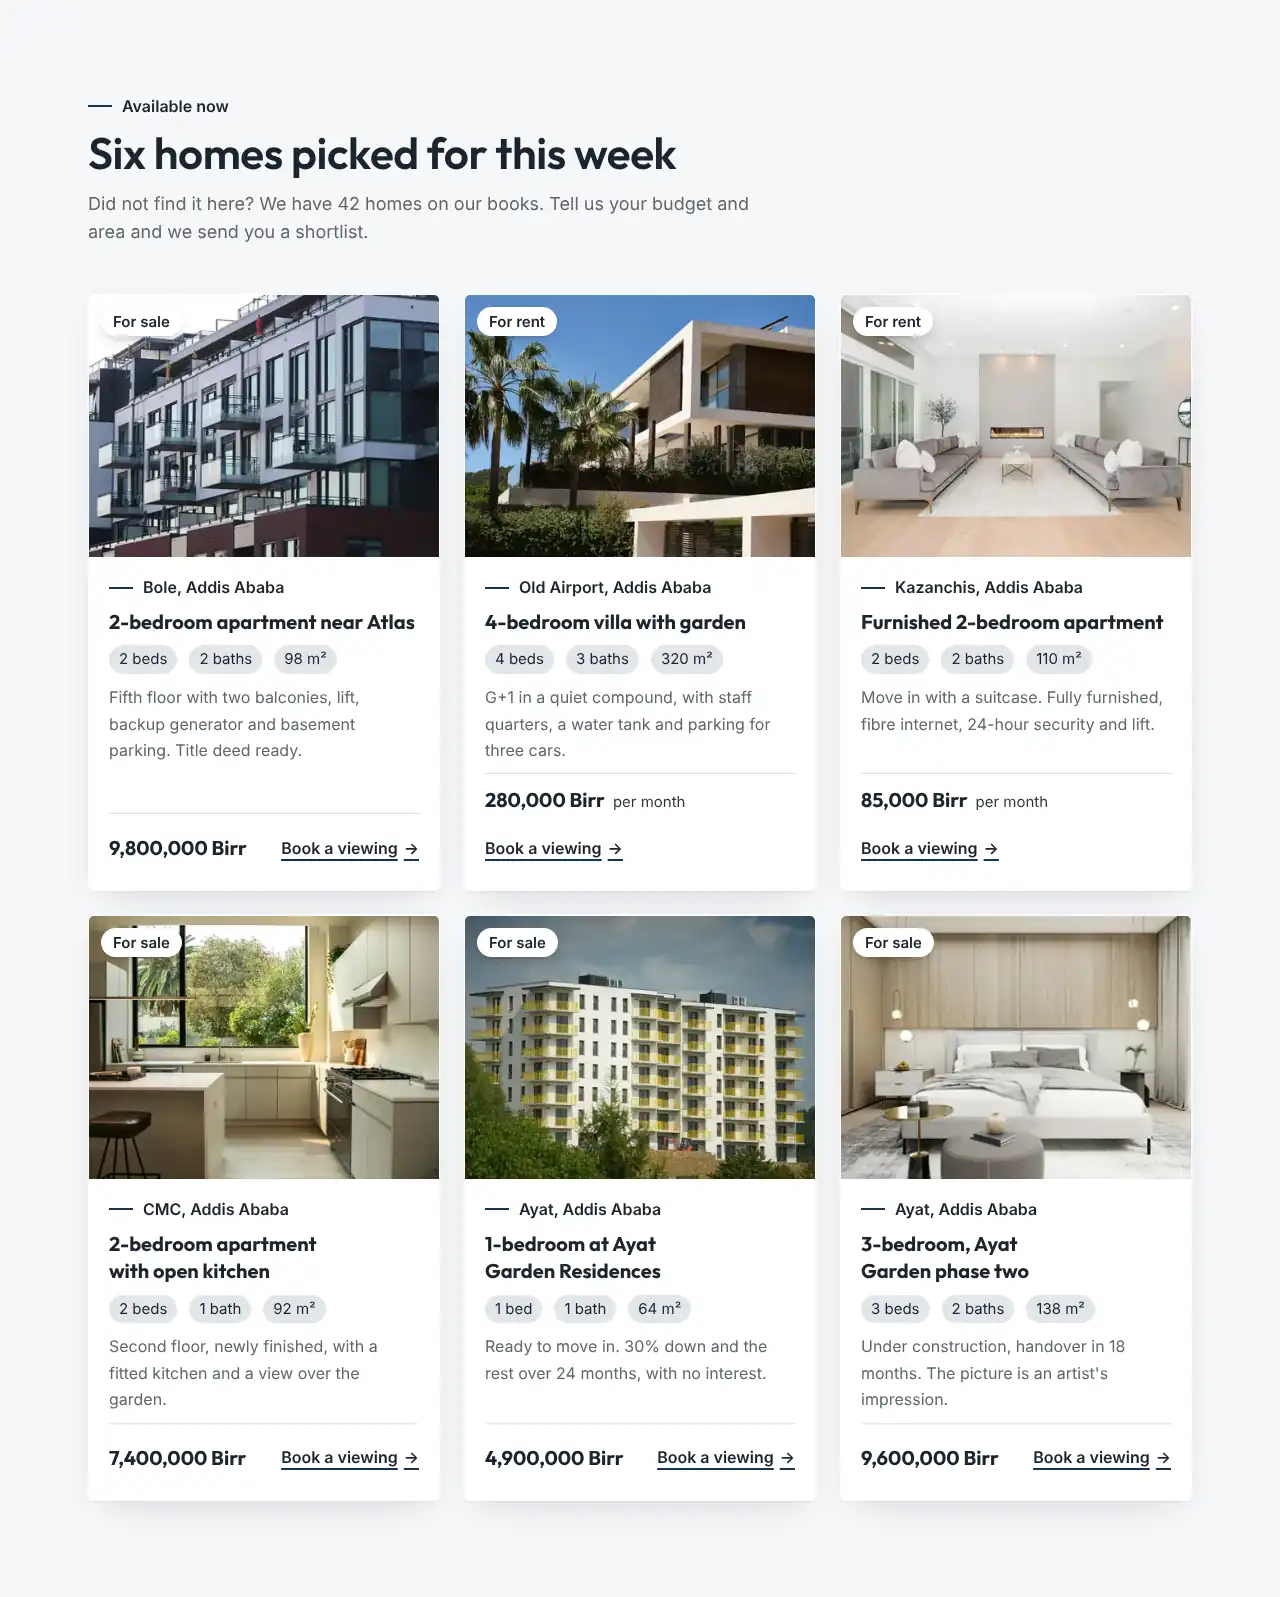 Available now
Six homes picked for this week
Did not find it here? We have 42 homes on our books. Tell us your budget and
area and we send you a shortlist.
For sale
Bole, Addis Ababa
2-bedroom apartment near Atlas
2 beds 2 baths 98 m²
Fifth floor with two balconies, lift,
backup generator and basement
parking. Title deed ready.
9,800,000 Birr Book a viewing →
For rent
Old Airport, Addis Ababa
4-bedroom villa with garden
4 beds 3 baths 320 m²
G+1 in a quiet compound, with staff
quarters, a water tank and parking for
three cars.
280,000 Birr per month
Book a viewing →
For rent
Kazanchis, Addis Ababa
Furnished 2-bedroom apartment
2 beds 2 baths 110 m²
Move in with a suitcase. Fully furnished,
fibre internet, 24-hour security and lift.
85,000 Birr per month
Book a viewing →
For sale
CMC, Addis Ababa
2-bedroom apartment
with open kitchen
2 beds 1 bath 92 m²
Second floor, newly finished, with a
fitted kitchen and a view over the
garden.
7,400,000 Birr Book a viewing →
For sale
Ayat, Addis Ababa
1-bedroom at Ayat
Garden Residences
1 bed 1 bath 64 m²
Ready to move in. 30% down and the
rest over 24 months, with no interest.
4,900,000 Birr Book a viewing →
For sale
Ayat, Addis Ababa
3-bedroom, Ayat
Garden phase two
3 beds 2 baths 138 m²
Under construction, handover in 18
months. The picture is an artist's
impression.
9,600,000 Birr Book a viewing →